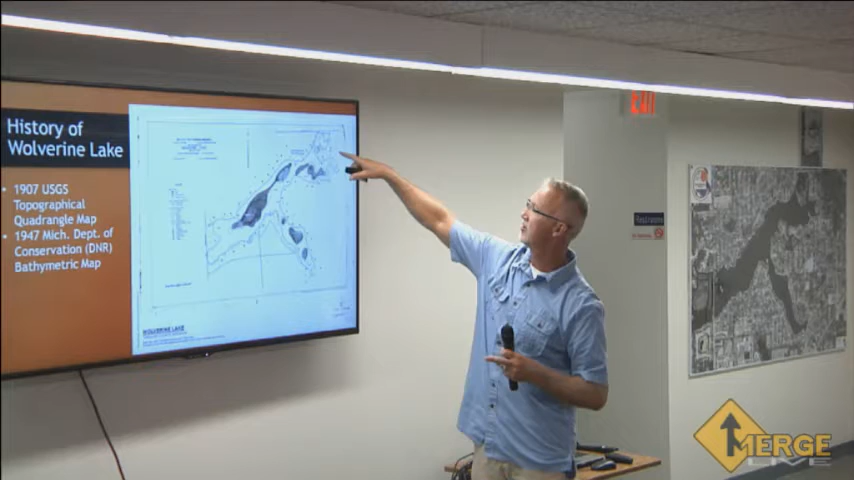 History of
Wolverine Lake
• 1907 USGS
Topographical
Quadrangle Map
• 1947 Mich. Dept. of
Conservation (DNR)
Bathymetric Map
WOLVERINE LAKE
EXIT
Restrooms
MERGE
LIVE